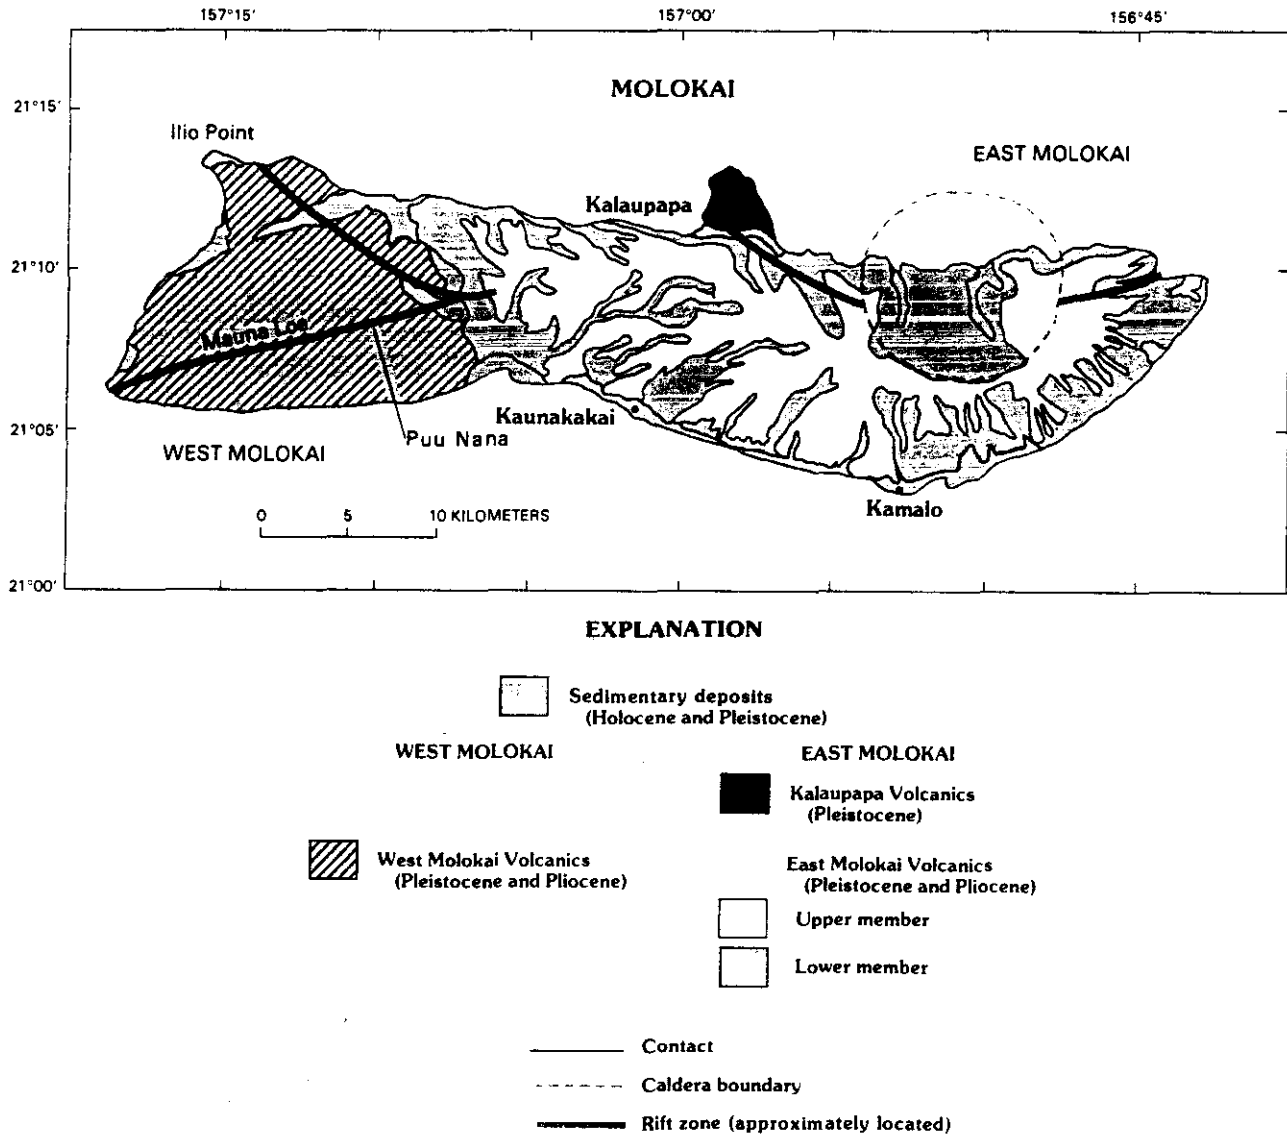 157°15' 157°00' 156°45'
MOLOKAI
21°15'
Ilio Point
EAST MOLOKAI
Kalaupapa
21°10'
Mauna Loa
Kaunakakai
21°05'
Puu Nana
WEST MOLOKAI
Kamalo
0 5 10 KILOMETERS
21°00'
EXPLANATION
Sedimentary deposits
(Holocene and Pleistocene)
WEST MOLOKAI
EAST MOLOKAI
Kalaupapa Volcanics
(Pleistocene)
West Molokai Volcanics
(Pleistocene and Pliocene)
East Molokai Volcanics
(Pleistocene and Pliocene)
Upper member
Lower member
Contact
Caldera boundary
Rift zone (approximately located)